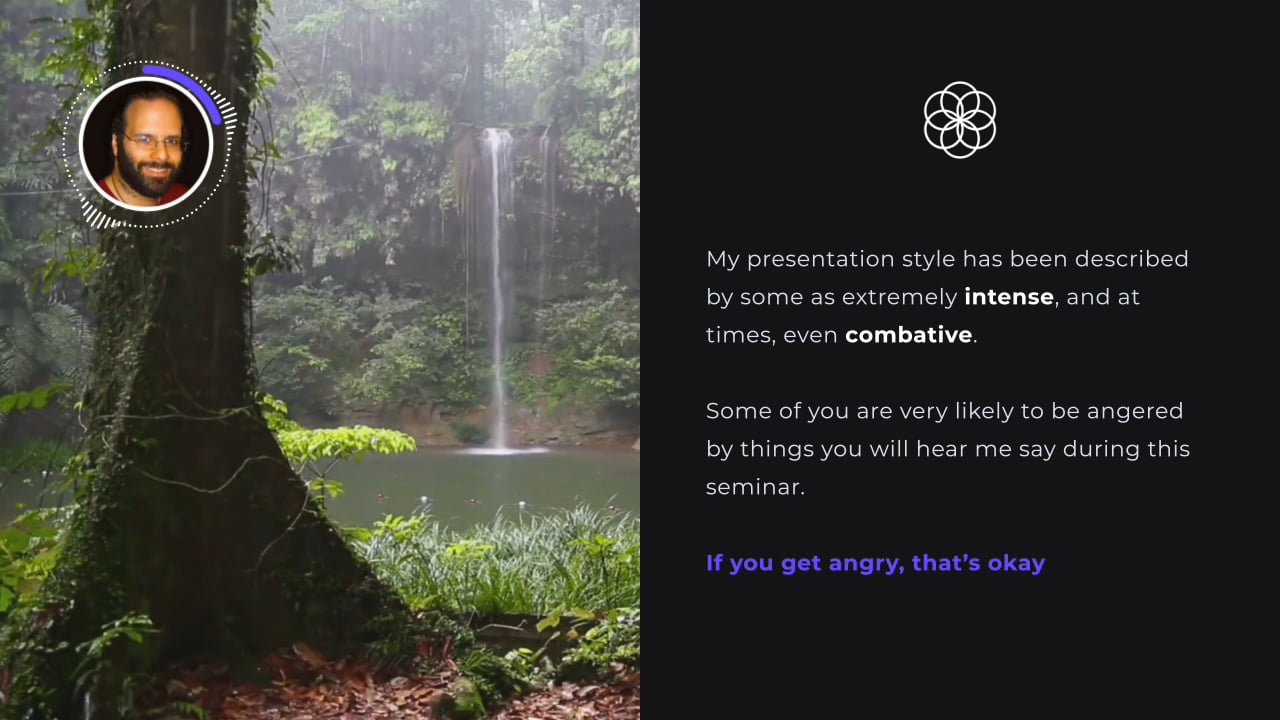 My presentation style has been described
by some as extremely intense, and at
times, even combative.
Some of you are very likely to be angered
by things you will hear me say during this
seminar.
If you get angry, that’s okay